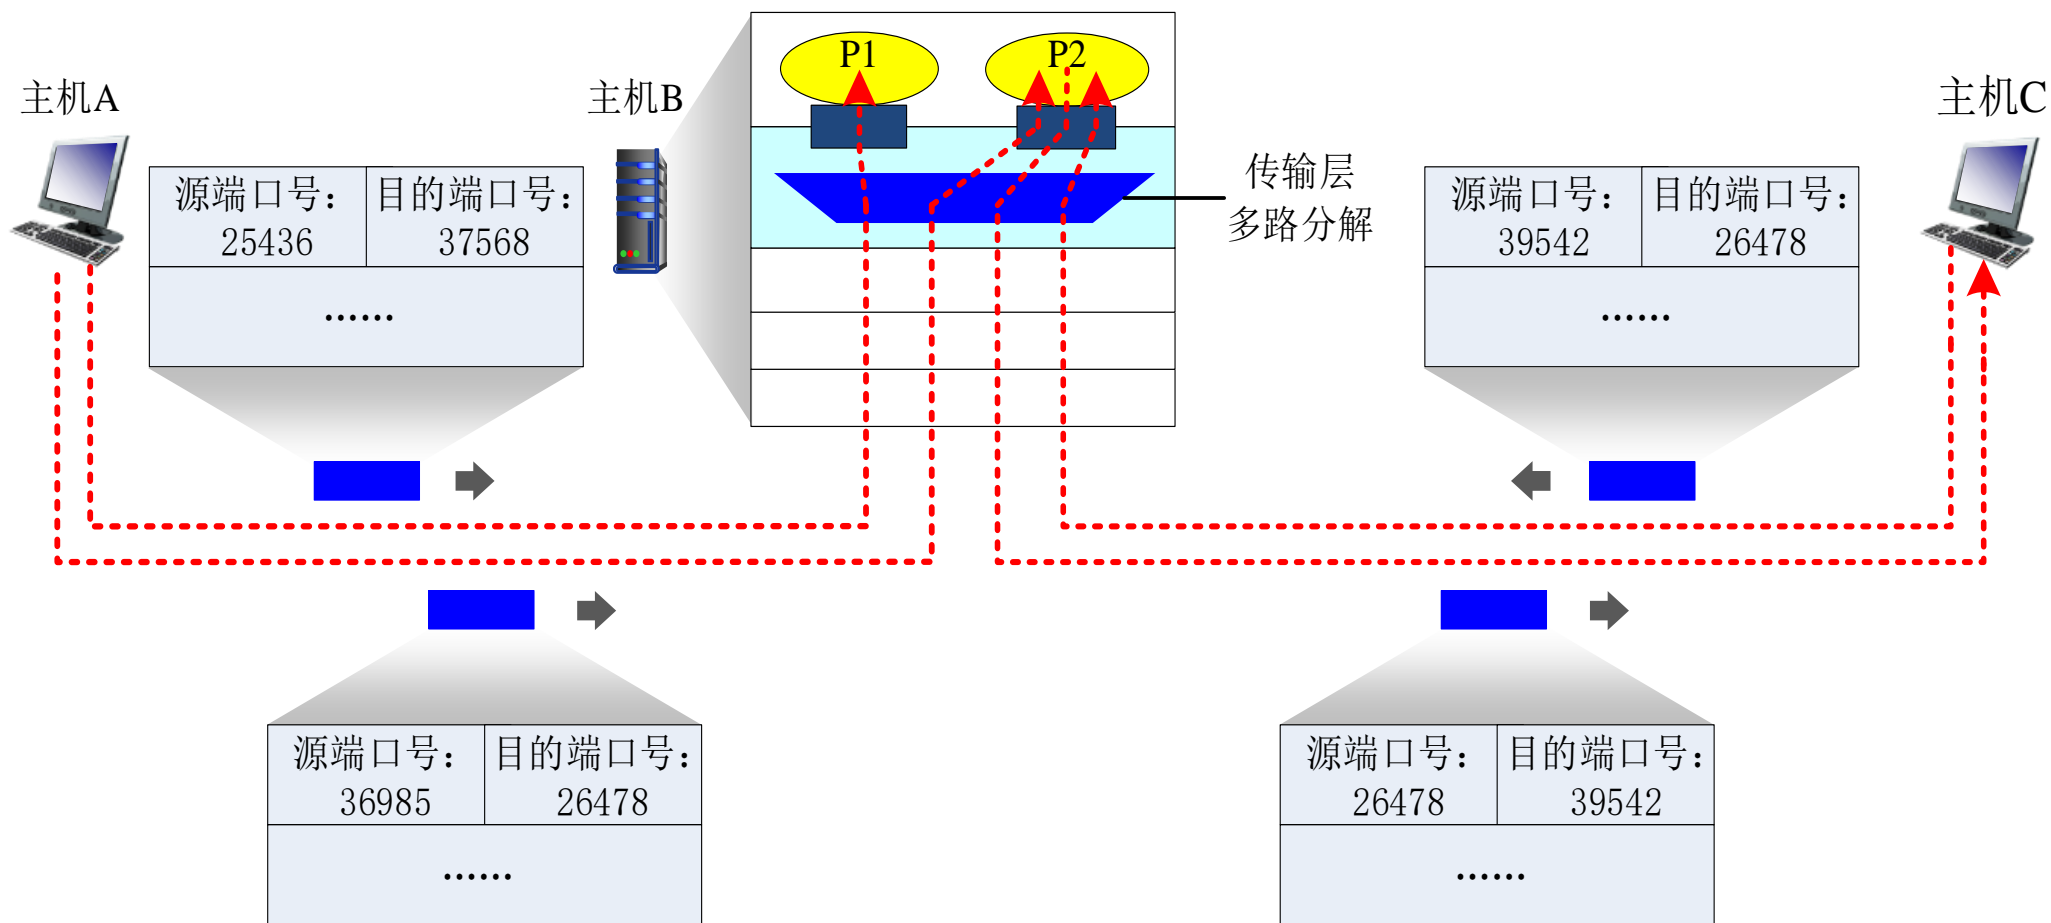 P1
P2
主机A
主机B
主机C
源端口号：
25436
目的端口号：
37568
……
传输层
多路分解
源端口号：
39542
目的端口号：
26478
……
源端口号：
36985
目的端口号：
26478
……
源端口号：
26478
目的端口号：
39542
……